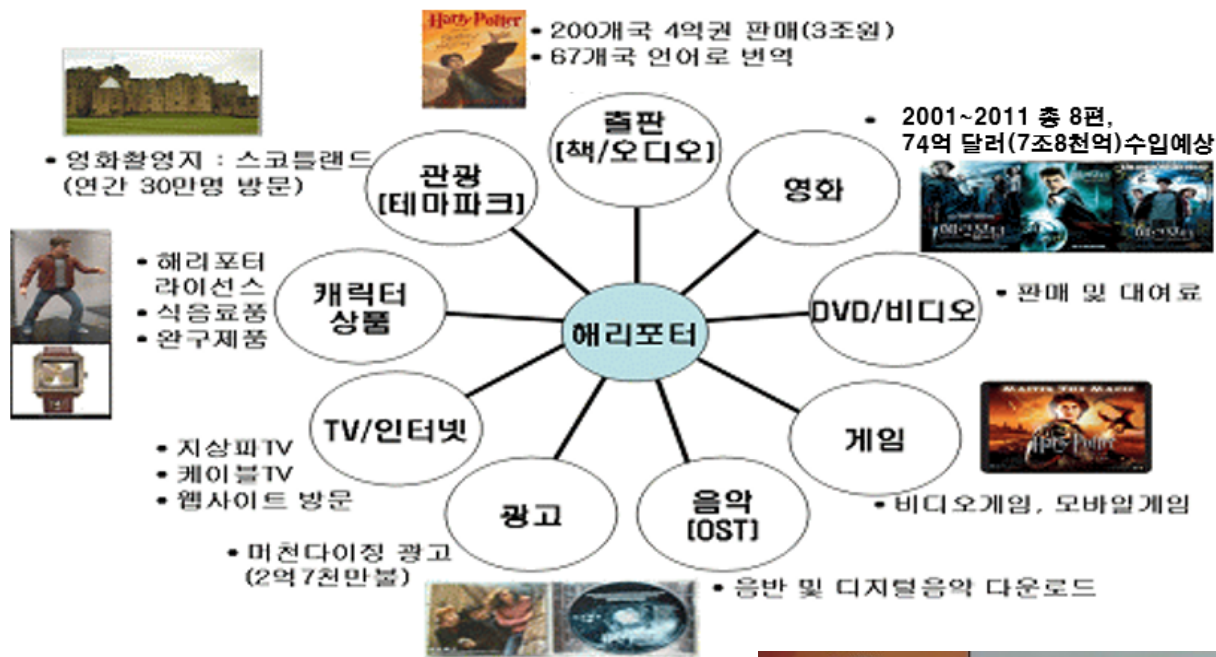 Harry Potter
• 200개국 4억권 판매(3조원)
• 67개국 언어로 번역
출판
(책/오디오)
• 2001~2011 총 8편,
74억 달러(7조8천억)수입예상
영화
해리포터
• 영화촬영지 : 스코틀랜드
(연간 30만명 방문)
관광
(테마파크)
• 해리포터
라이선스
• 식음료품
• 완구제품
캐릭터
상품
해리포터
DVD/비디오
• 판매 및 대여료
TV/인터넷
• 지상파TV
• 케이블TV
• 웹사이트 방문
게임
MASTER THE MAGIC
Harry Potter
• 비디오게임, 모바일게임
광고
• 머천다이징 광고
(2억7천만불)
음악
(OST)
• 음반 및 디지털음악 다운로드